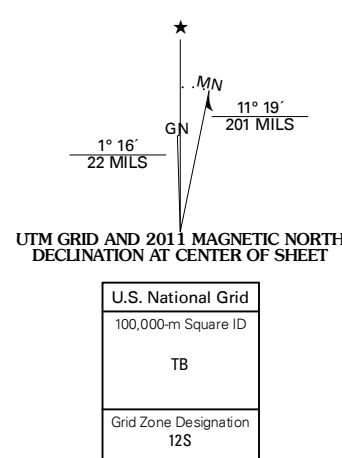 ★
MN
GN
11° 19´
201 MILS
1° 16´
22 MILS
UTM GRID AND 2011 MAGNETIC NORTH
DECLINATION AT CENTER OF SHEET
U.S. National Grid
100,000-m Square ID
TB
Grid Zone Designation
12S